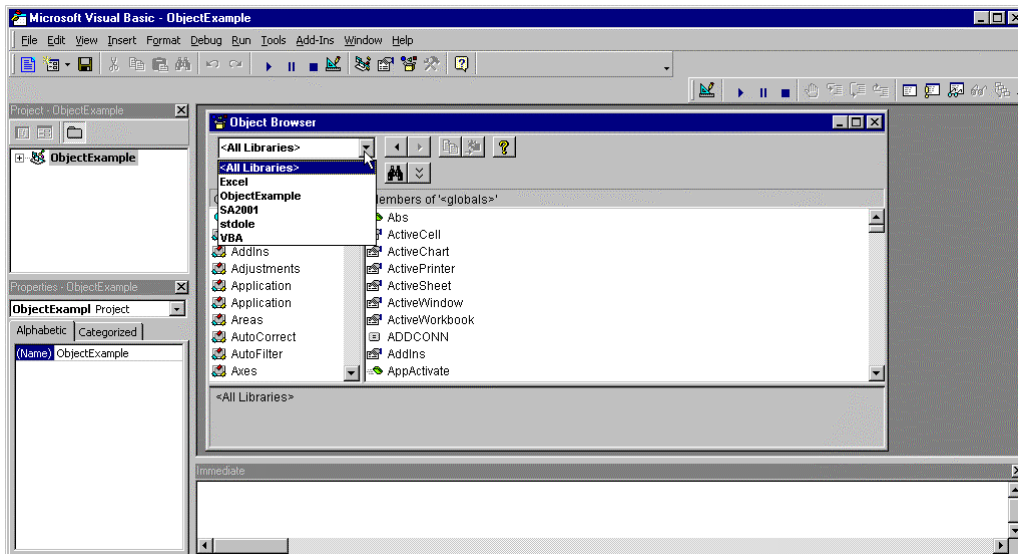 Microsoft Visual Basic - ObjectExample
File Edit View Insert Format Debug Run Tools Add-Ins Window Help
Project - ObjectExample
ObjectExample
Object Browser
<All Libraries>
<All Libraries>
Excel
ObjectExample
SA2001
stdole
VBA
Members of '<globals>'
AddIns
Adjustments
Application
Application
Areas
AutoCorrect
AutoFilter
Axes
Abs
ActiveCell
ActiveChart
ActivePrinter
ActiveSheet
ActiveWindow
ActiveWorkbook
ADDCONN
AddIns
AppActivate
<All Libraries>
Properties - ObjectExample
ObjectExampl Project
Alphabetic Categorized
(Name) ObjectExample
Immediate